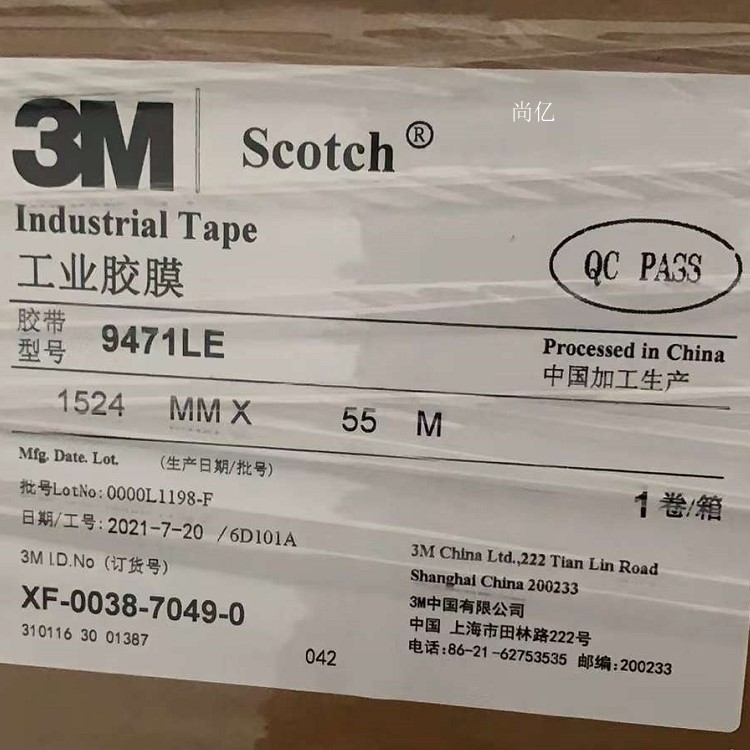 尚亿
3M
Scotch®
Industrial Tape
工业胶膜
QC PASS
胶带
型号
9471LE
Processed in China
中国加工生产
1524 MM X 55 M
Mfg. Date. Lot. (生产日期/批号)
批号LotNo: 0000L1198-F
1卷/箱
日期/工号: 2021-7-20 /6D101A
3M I.D.No (订货号)
XF-0038-7049-0
310116 30 01387
042
3M China Ltd.,222 Tian Lin Road
Shanghai China 200233
3M中国有限公司
中国 上海市田林路222号
电话:86-21-62753535 邮编:200233